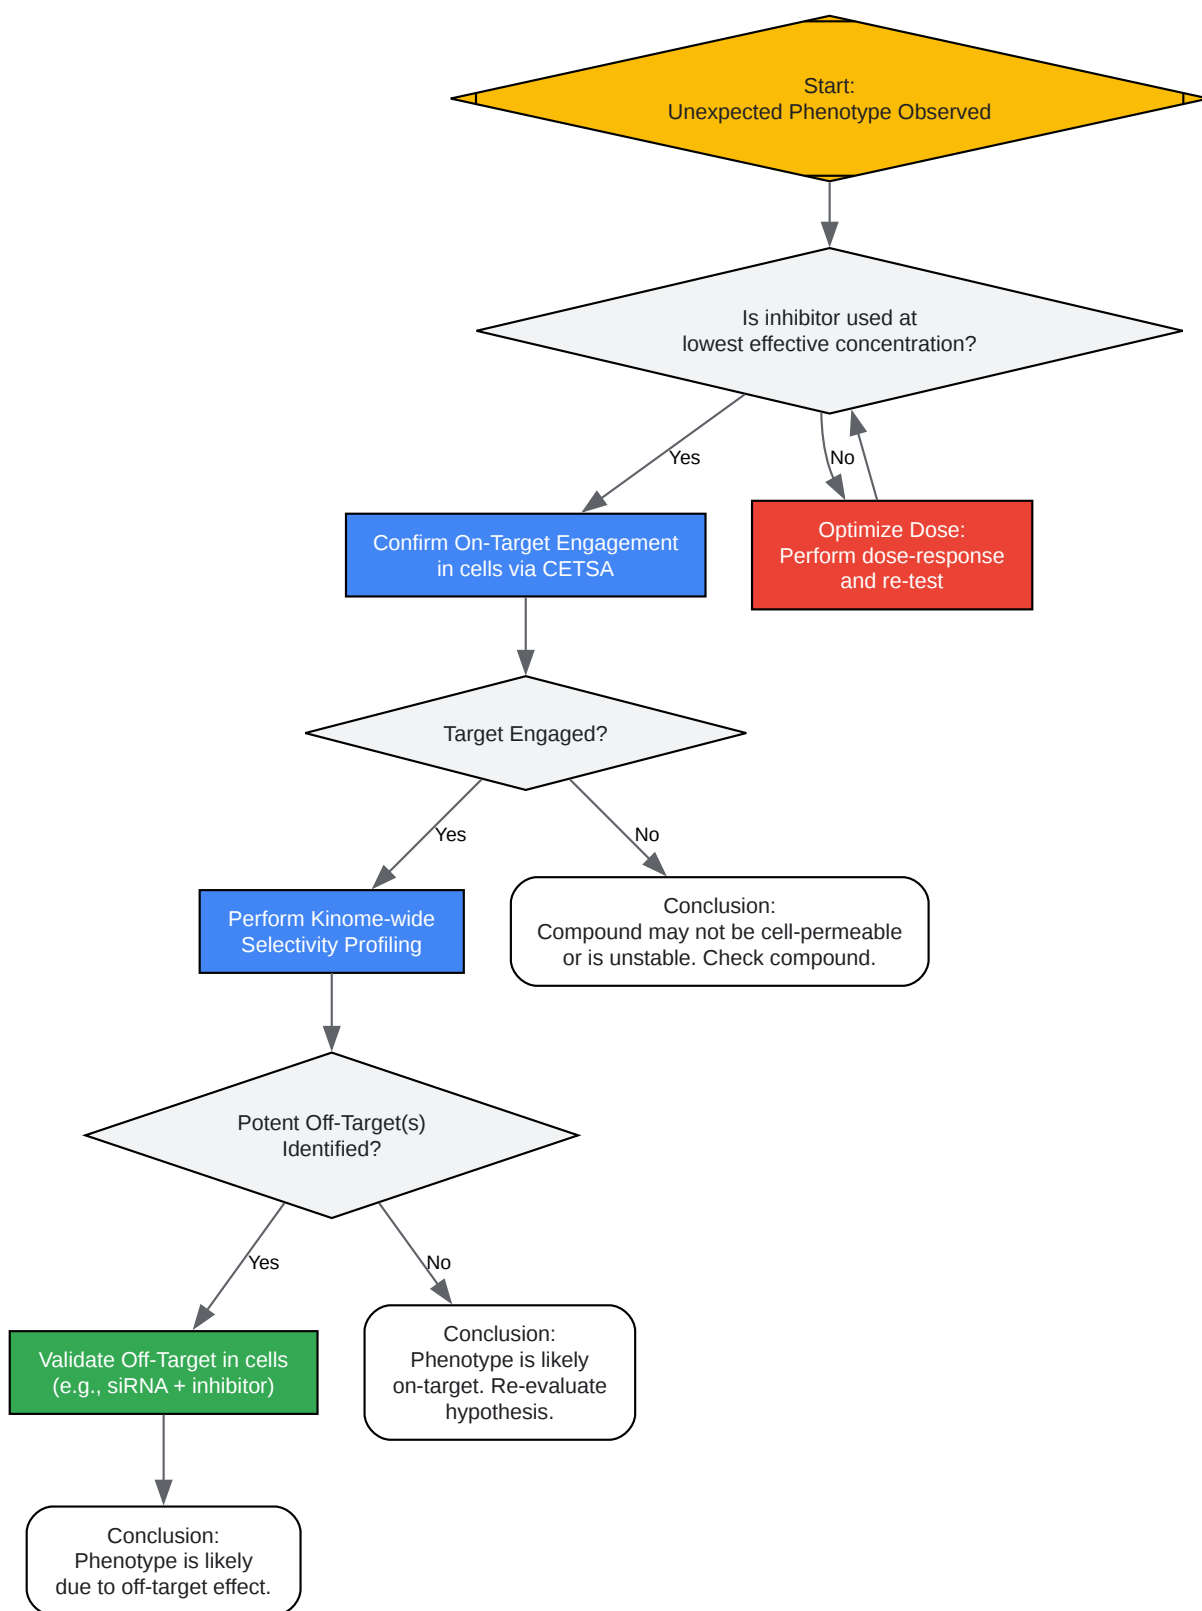 Start:
Unexpected Phenotype Observed
Is inhibitor used at
lowest effective concentration?
Yes
No
Confirm On-Target Engagement
in cells via CETSA
Optimize Dose:
Perform dose-response
and re-test
Target Engaged?
Yes
No
Perform Kinome-wide
Selectivity Profiling
Conclusion:
Compound may not be cell-permeable
or is unstable. Check compound.
Potent Off-Target(s)
Identified?
Yes
No
Validate Off-Target in cells
(e.g., siRNA + inhibitor)
Conclusion:
Phenotype is likely
on-target. Re-evaluate
hypothesis.
Conclusion:
Phenotype is likely
due to off-target effect.